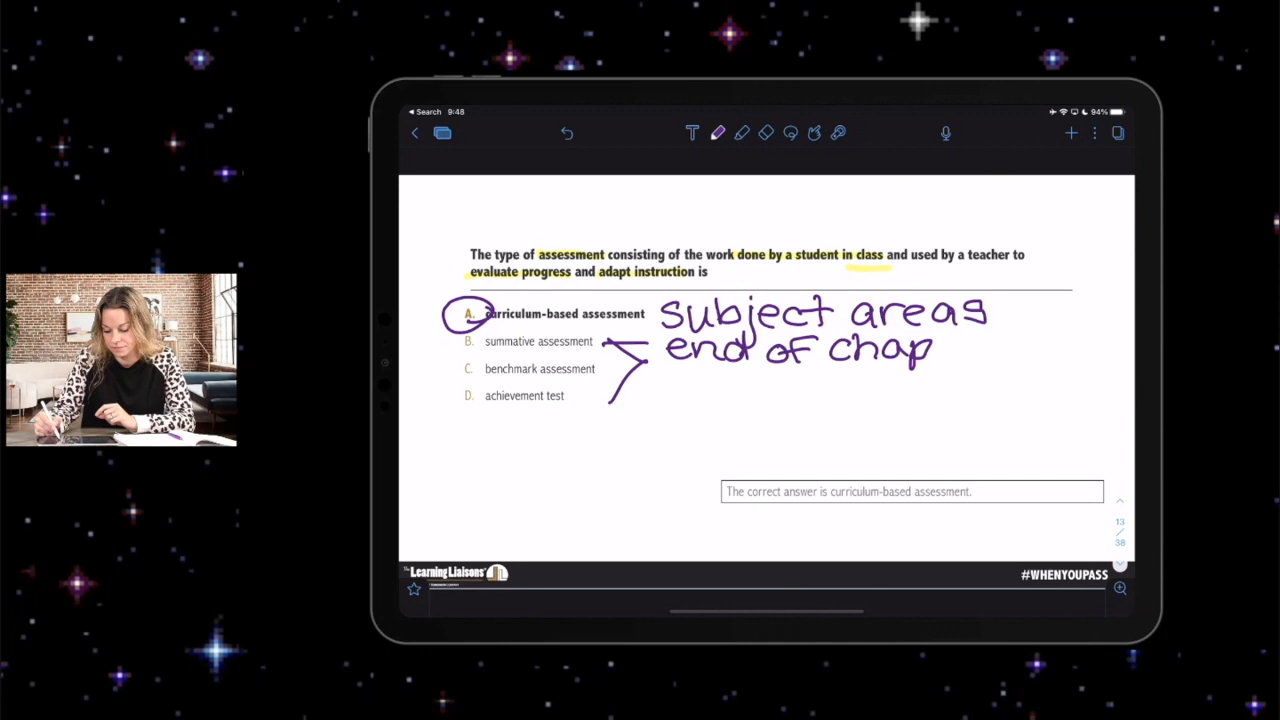 Search 9:48
94%
The type of assessment consisting of the work done by a student in class and used by a teacher to
evaluate progress and adapt instruction is
A. curriculum-based assessment
subject areas
B. summative assessment
end of chap
C. benchmark assessment
D. achievement test
The correct answer is curriculum-based assessment.
13
/
38
The Learning Liaisons
#WHENYOUPASS